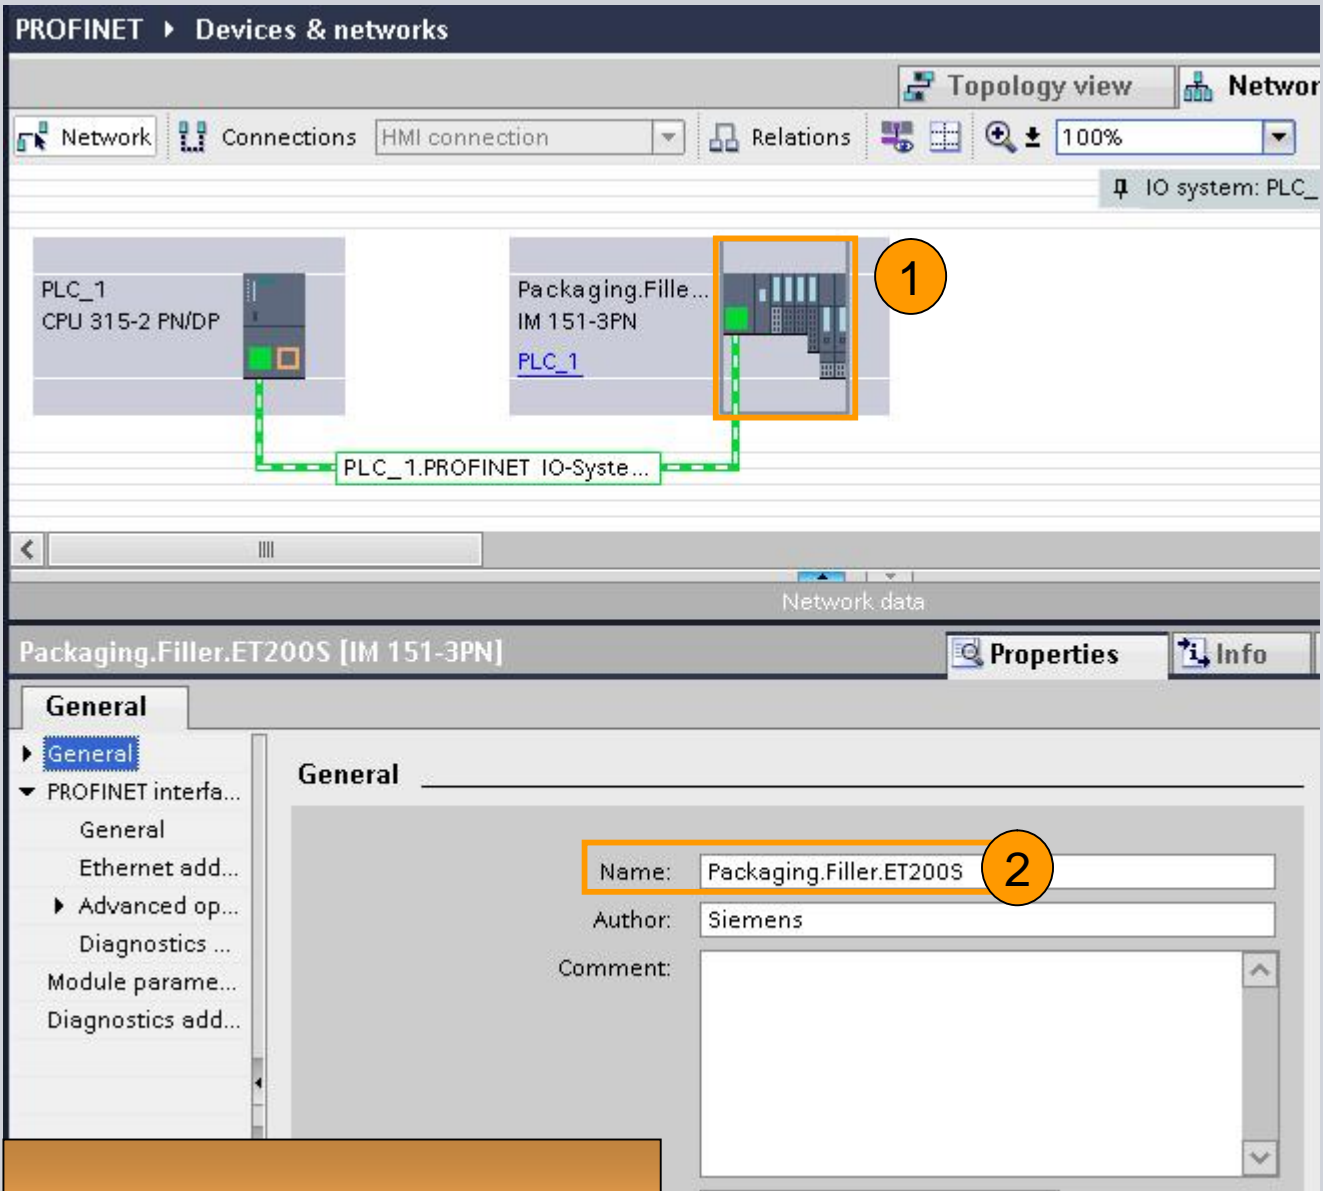 PROFINET ▸ Devices & networks
Topology view
Networ
Network
Connections
HMI connection
Relations
100%
IO system: PLC_
PLC_1
CPU 315-2 PN/DP
Packaging.Fille...
IM 151-3PN
PLC_1
1
PLC_1.PROFINET IO-Syste...
Network data
Packaging.Filler.ET200S [IM 151-3PN]
Properties
Info
General
General
PROFINET interfa...
General
Ethernet add...
Advanced op...
Diagnostics ...
Module parame...
Diagnostics add...
General
Name: Packaging.Filler.ET200S
2
Author: Siemens
Comment: